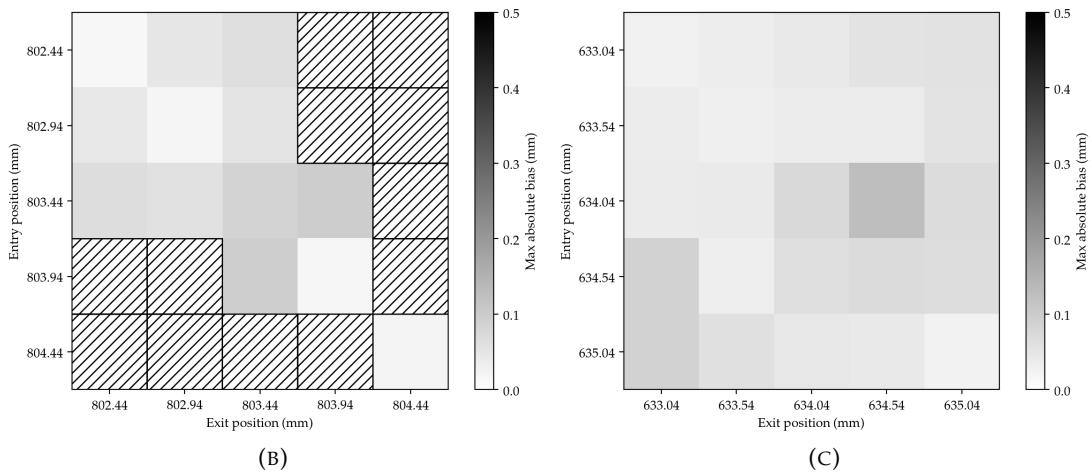 802.44
802.94
803.44
803.94
804.44
Entry position (mm)
802.44 802.94 803.44 803.94 804.44
Exit position (mm)
0.5
0.4
0.3
0.2
0.1
0.0
Max absolute bias (mm)
(B)
633.04
633.54
634.04
634.54
635.04
Entry position (mm)
633.04 633.54 634.04 634.54 635.04
Exit position (mm)
0.5
0.4
0.3
0.2
0.1
0.0
Max absolute bias (mm)
(C)